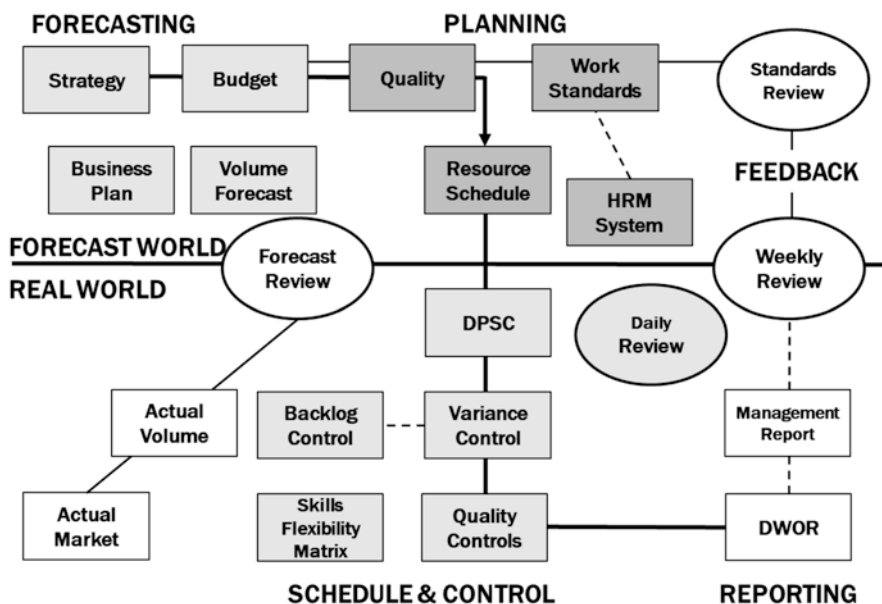 FORECASTING
PLANNING
Strategy
Budget
Quality
Work
Standards
Standards
Review
Business
Plan
Volume
Forecast
Resource
Schedule
HRM
System
FEEDBACK
FORECAST WORLD
REAL WORLD
Forecast
Review
Weekly
Review
DPSC
Daily
Review
Actual
Volume
Backlog
Control
Variance
Control
Management
Report
Actual
Market
Skills
Flexibility
Matrix
Quality
Controls
DWOR
SCHEDULE & CONTROL
REPORTING